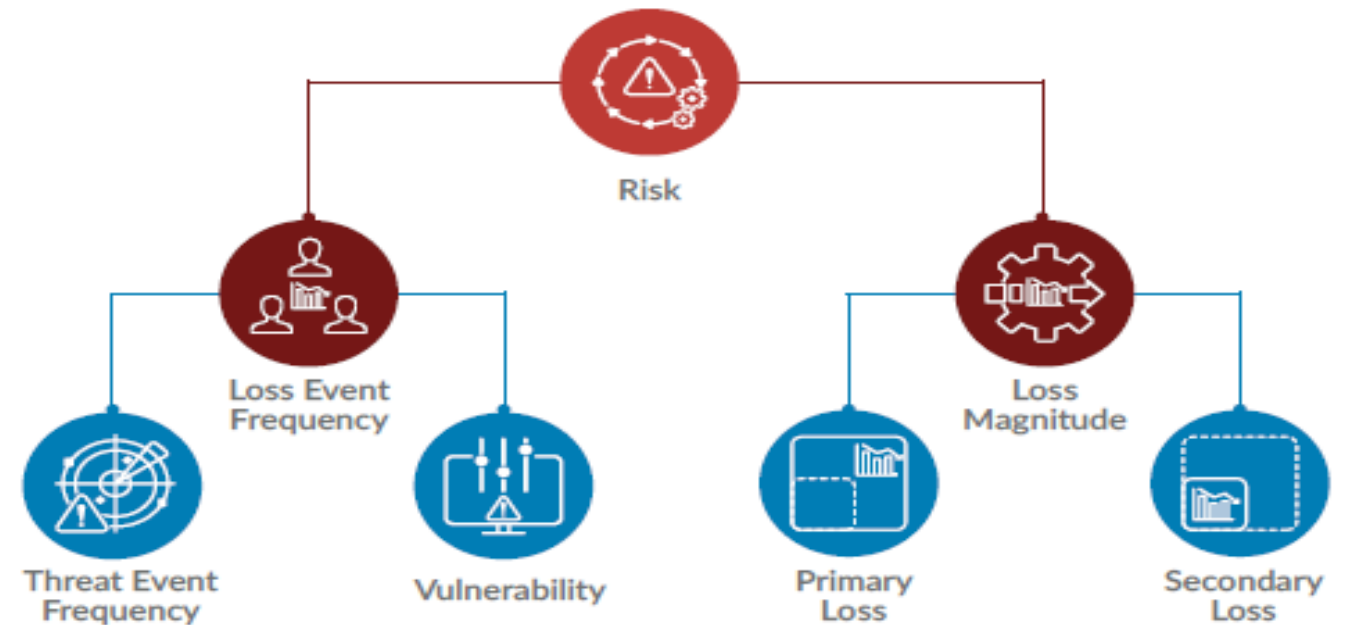 Risk
Loss Event
Frequency
Loss
Magnitude
Threat Event
Frequency
Vulnerability
Primary
Loss
Secondary
Loss